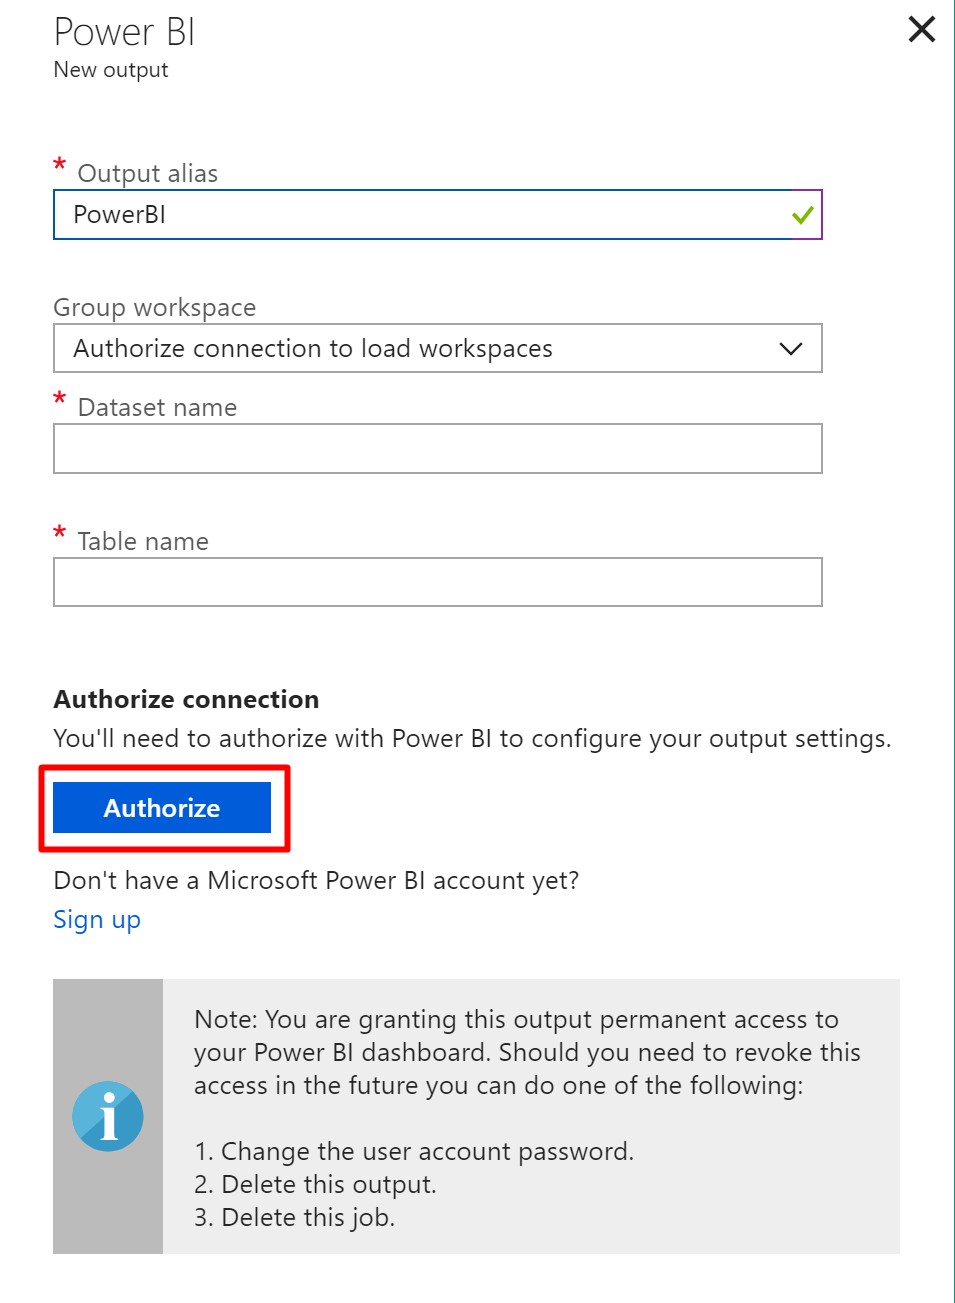 Power BI
New output
* Output alias
PowerBI
Group workspace
Authorize connection to load workspaces
* Dataset name
* Table name
Authorize connection
You'll need to authorize with Power BI to configure your output settings.
Authorize
Don't have a Microsoft Power BI account yet?
Sign up
Note: You are granting this output permanent access to
your Power BI dashboard. Should you need to revoke this
access in the future you can do one of the following:
1. Change the user account password.
2. Delete this output.
3. Delete this job.